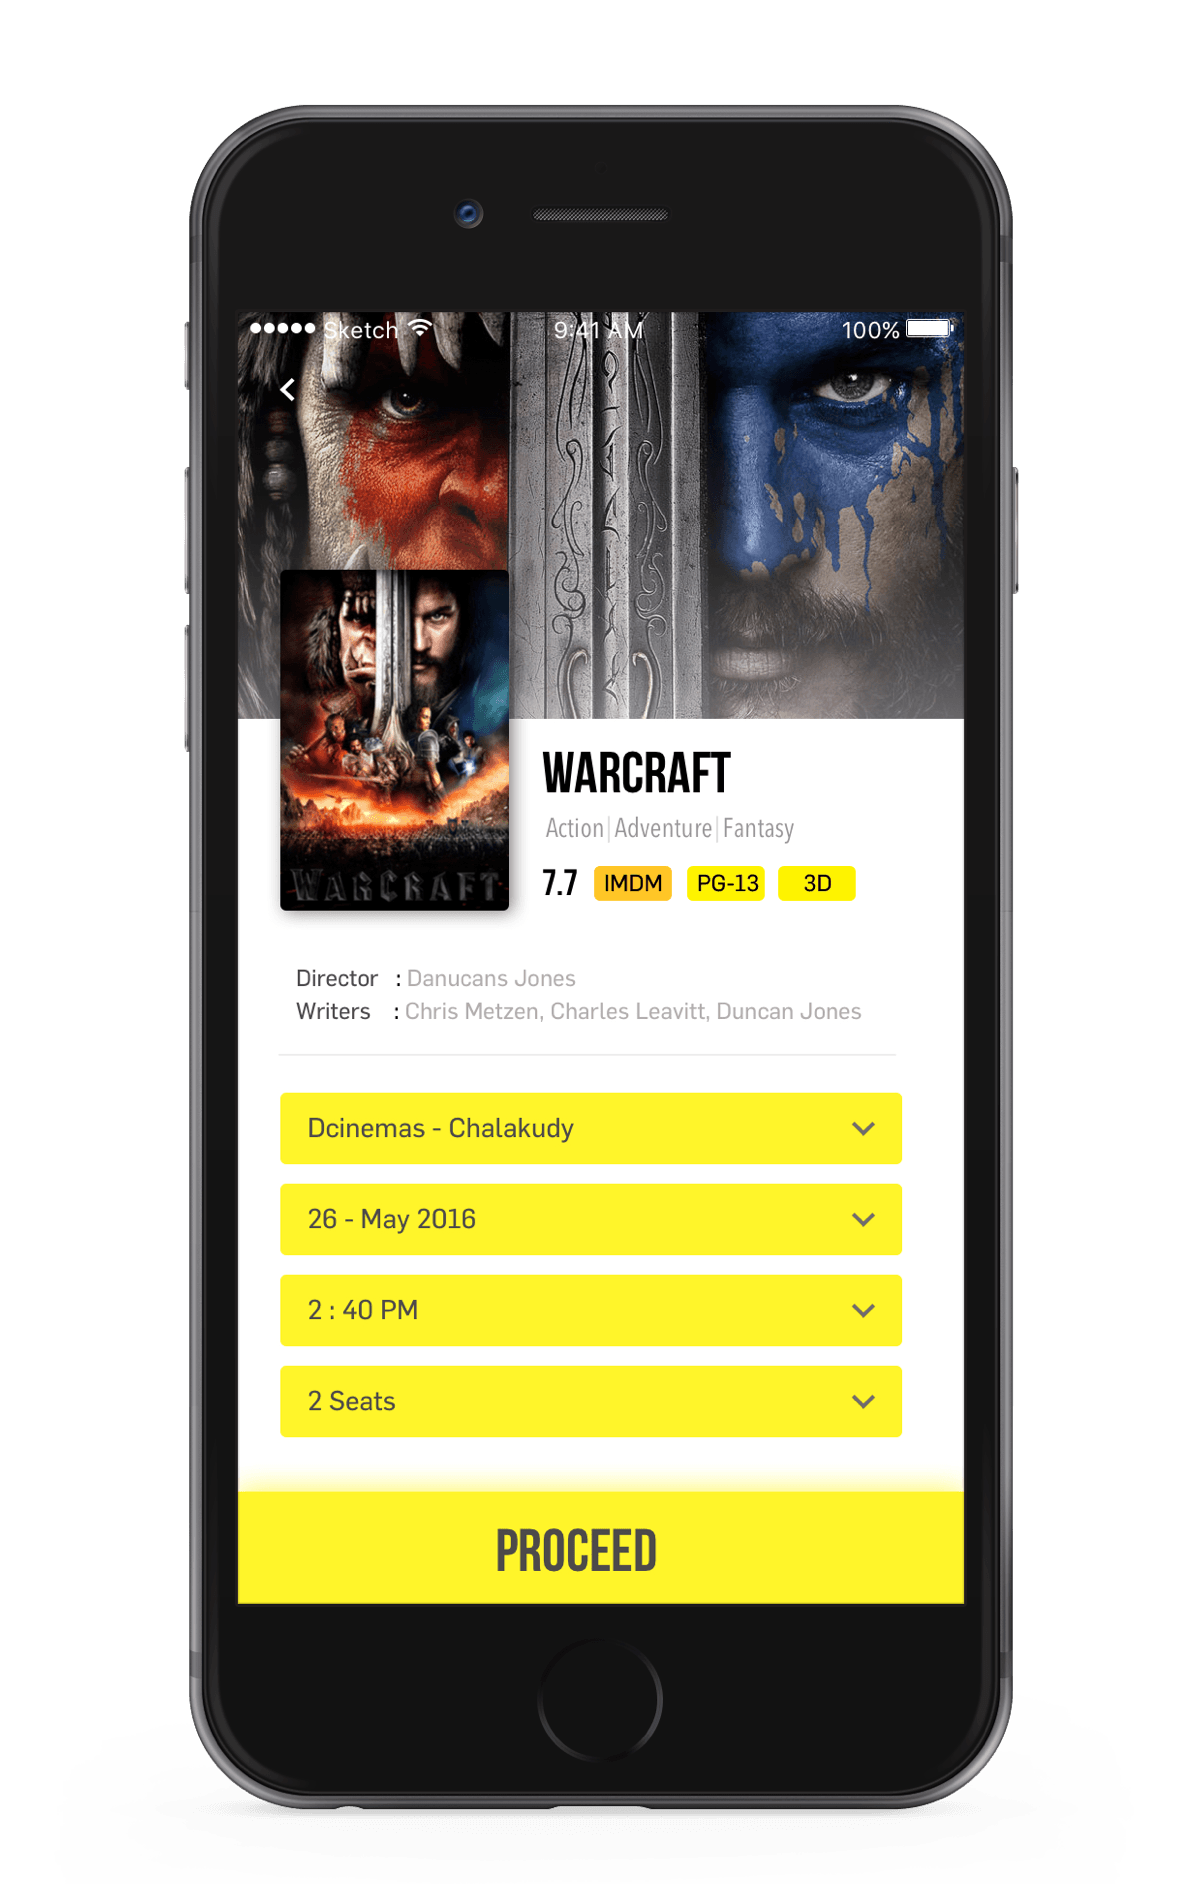 Sketch 9:41 AM 100%
WARCRAFT
WARCRAFT
Action|Adventure|Fantasy
7.7 IMDM PG-13 3D
Director : Danucans Jones
Writers : Chris Metzen, Charles Leavitt, Duncan Jones
Dcinemas - Chalakudy
26 - May 2016
2 : 40 PM
2 Seats
PROCEED